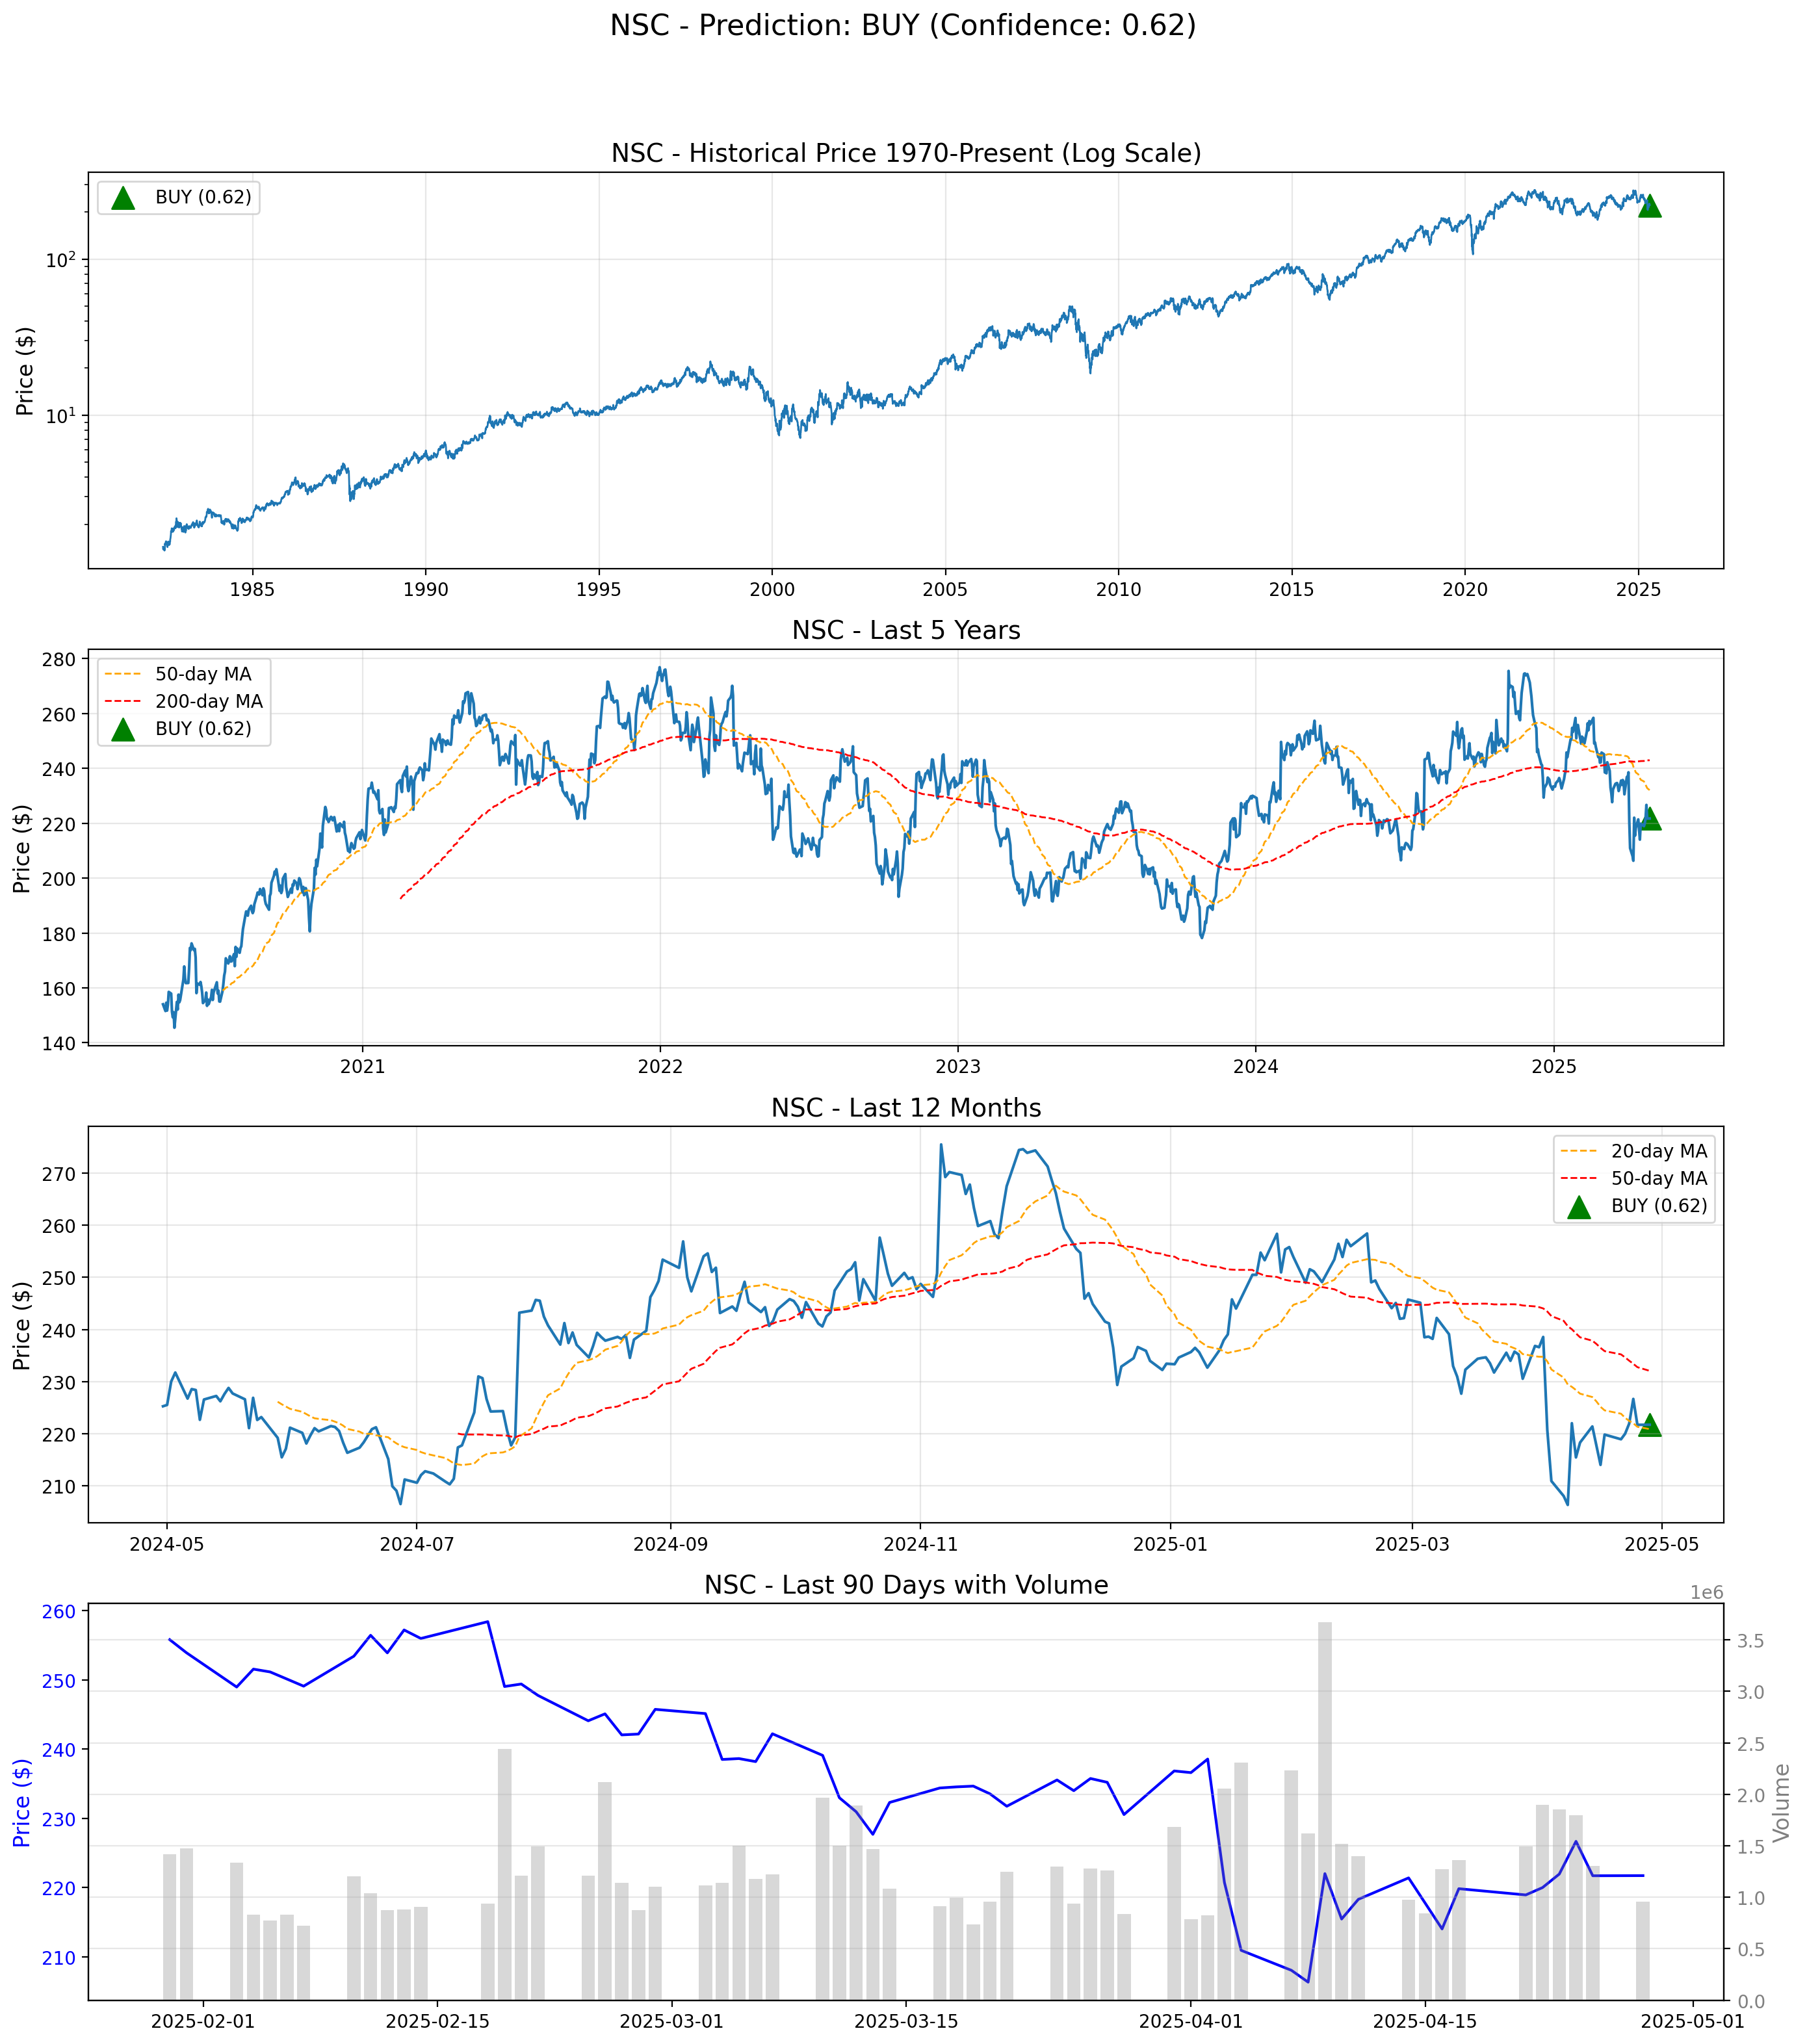 NSC - Prediction: BUY (Confidence: 0.62)
NSC - Historical Price 1970-Present (Log Scale)
BUY (0.62)
Price ($)
10²
10¹
1985 1990 1995 2000 2005 2010 2015 2020 2025
NSC - Last 5 Years
50-day MA
200-day MA
BUY (0.62)
Price ($)
280
260
240
220
200
180
160
140
2021 2022 2023 2024 2025
NSC - Last 12 Months
20-day MA
50-day MA
BUY (0.62)
Price ($)
270
260
250
240
230
220
210
2024-05 2024-07 2024-09 2024-11 2025-01 2025-03 2025-05
NSC - Last 90 Days with Volume
1e6
Price ($)
260
250
240
230
220
210
3.5
3.0
2.5
2.0
1.5
1.0
0.5
0.0
Volume
2025-02-01 2025-02-15 2025-03-01 2025-03-15 2025-04-01 2025-04-15 2025-05-01